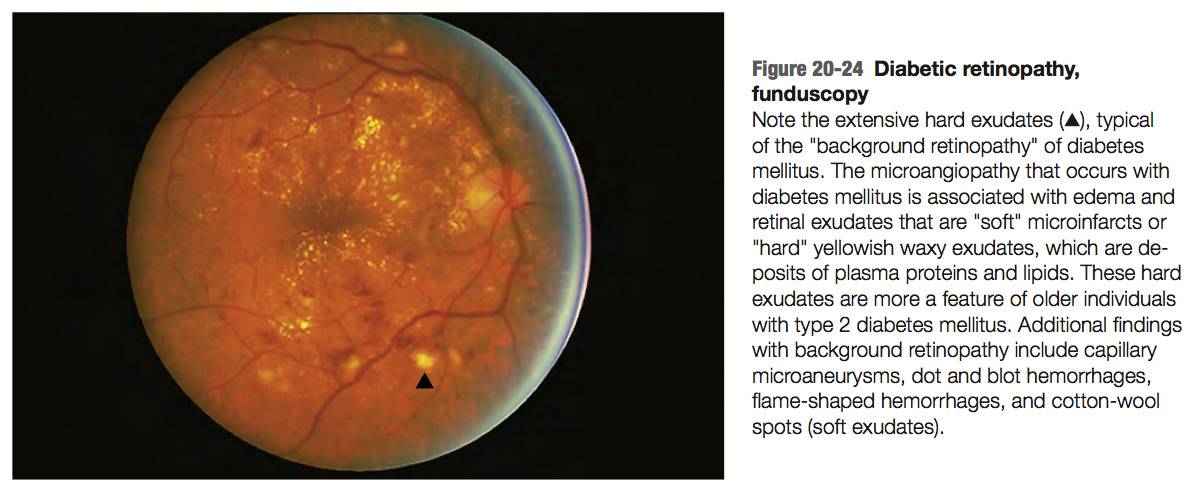 Figure 20-24 Diabetic retinopathy,
funduscopy
Note the extensive hard exudates (▲), typical
of the "background retinopathy" of diabetes
mellitus. The microangiopathy that occurs with
diabetes mellitus is associated with edema and
retinal exudates that are "soft" microinfarcts or
"hard" yellowish waxy exudates, which are de-
posits of plasma proteins and lipids. These hard
exudates are more a feature of older individuals
with type 2 diabetes mellitus. Additional findings
with background retinopathy include capillary
microaneurysms, dot and blot hemorrhages,
flame-shaped hemorrhages, and cotton-wool
spots (soft exudates).